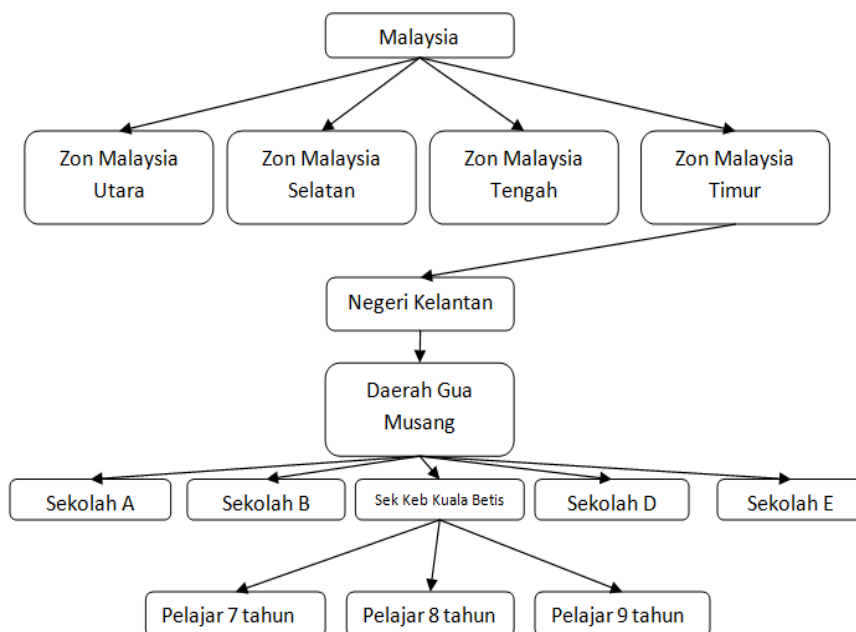 Malaysia
Zon Malaysia
Utara
Zon Malaysia
Selatan
Zon Malaysia
Tengah
Zon Malaysia
Timur
Negeri Kelantan
Daerah Gua
Musang
Sekolah A
Sekolah B
Sek Keb Kuala Betis
Sekolah D
Sekolah E
Pelajar 7 tahun
Pelajar 8 tahun
Pelajar 9 tahun